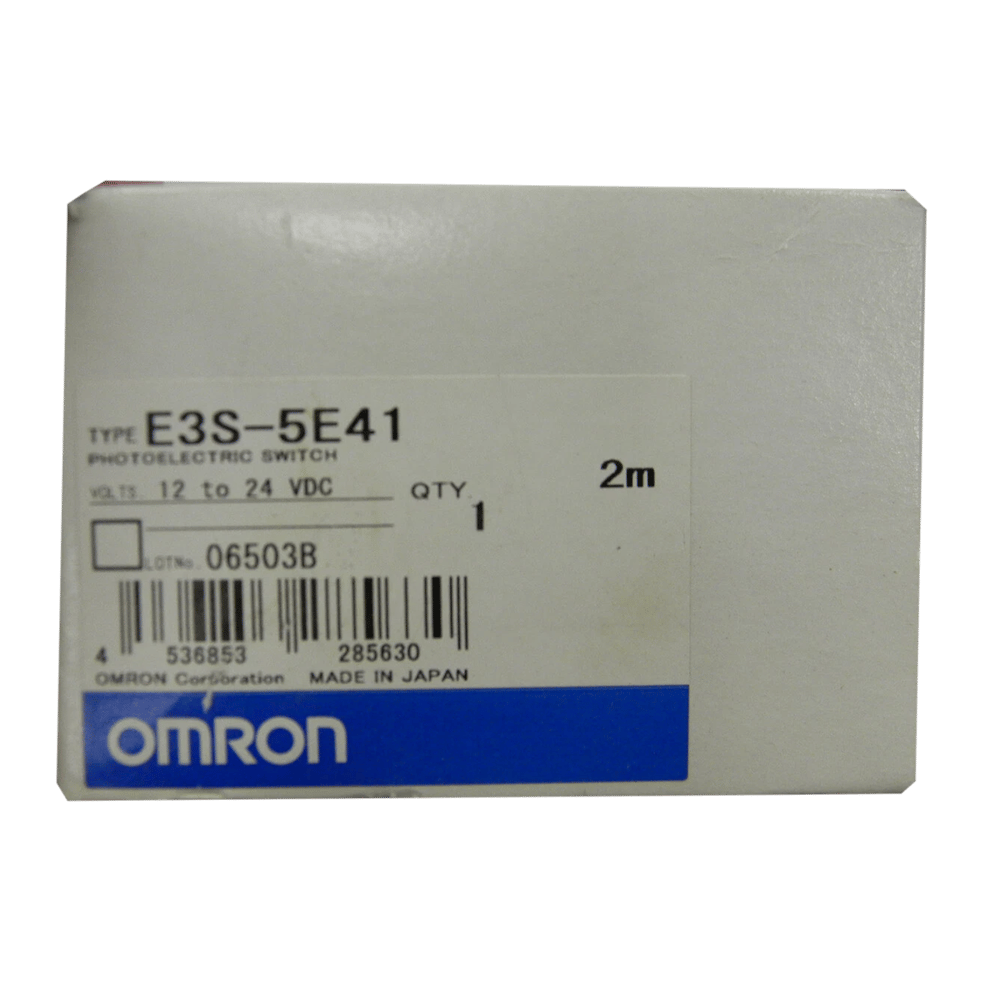 TYPE E3S-5E41
PHOTOELECTRIC SWITCH
VOLTS. 12 to 24 VDC QTY. 1 2m
LOTNo. 06503B
4 536853 285630
OMRON Corporation MADE IN JAPAN
OMRON